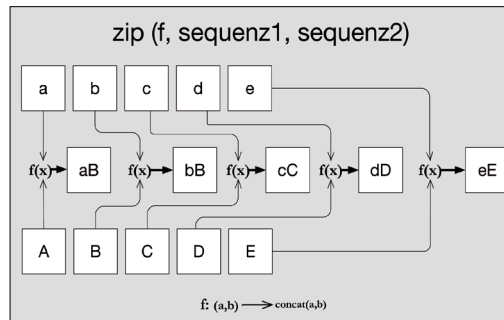 zip (f, sequenz1, sequenz2)
a b c d e
f(x) aB f(x) bB f(x) cC f(x) dD f(x) eE
A B C D E
f: (a,b) concat(a,b)